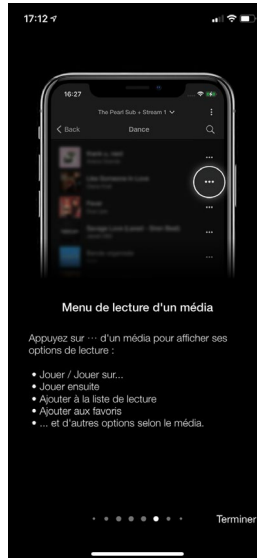 17:12
16:27
The Pearl Sub + Stream 1
Back Dance
Menu de lecture d'un média
Appuyez sur ··· d'un média pour afficher ses
options de lecture :
• Jouer / Jouer sur...
• Jouer ensuite
• Ajouter à la liste de lecture
• Ajouter aux favoris
• ... et d'autres options selon le média.
Terminer